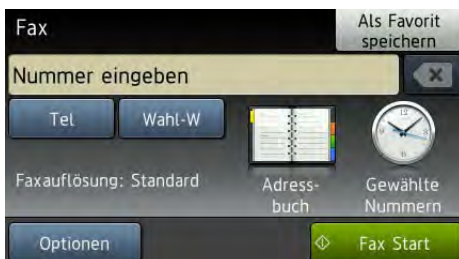 Fax
Als Favorit
speichern
Nummer eingeben
Tel
Wahl-W
Faxauflösung: Standard
Adress-
buch
Gewählte
Nummern
Optionen
Fax Start